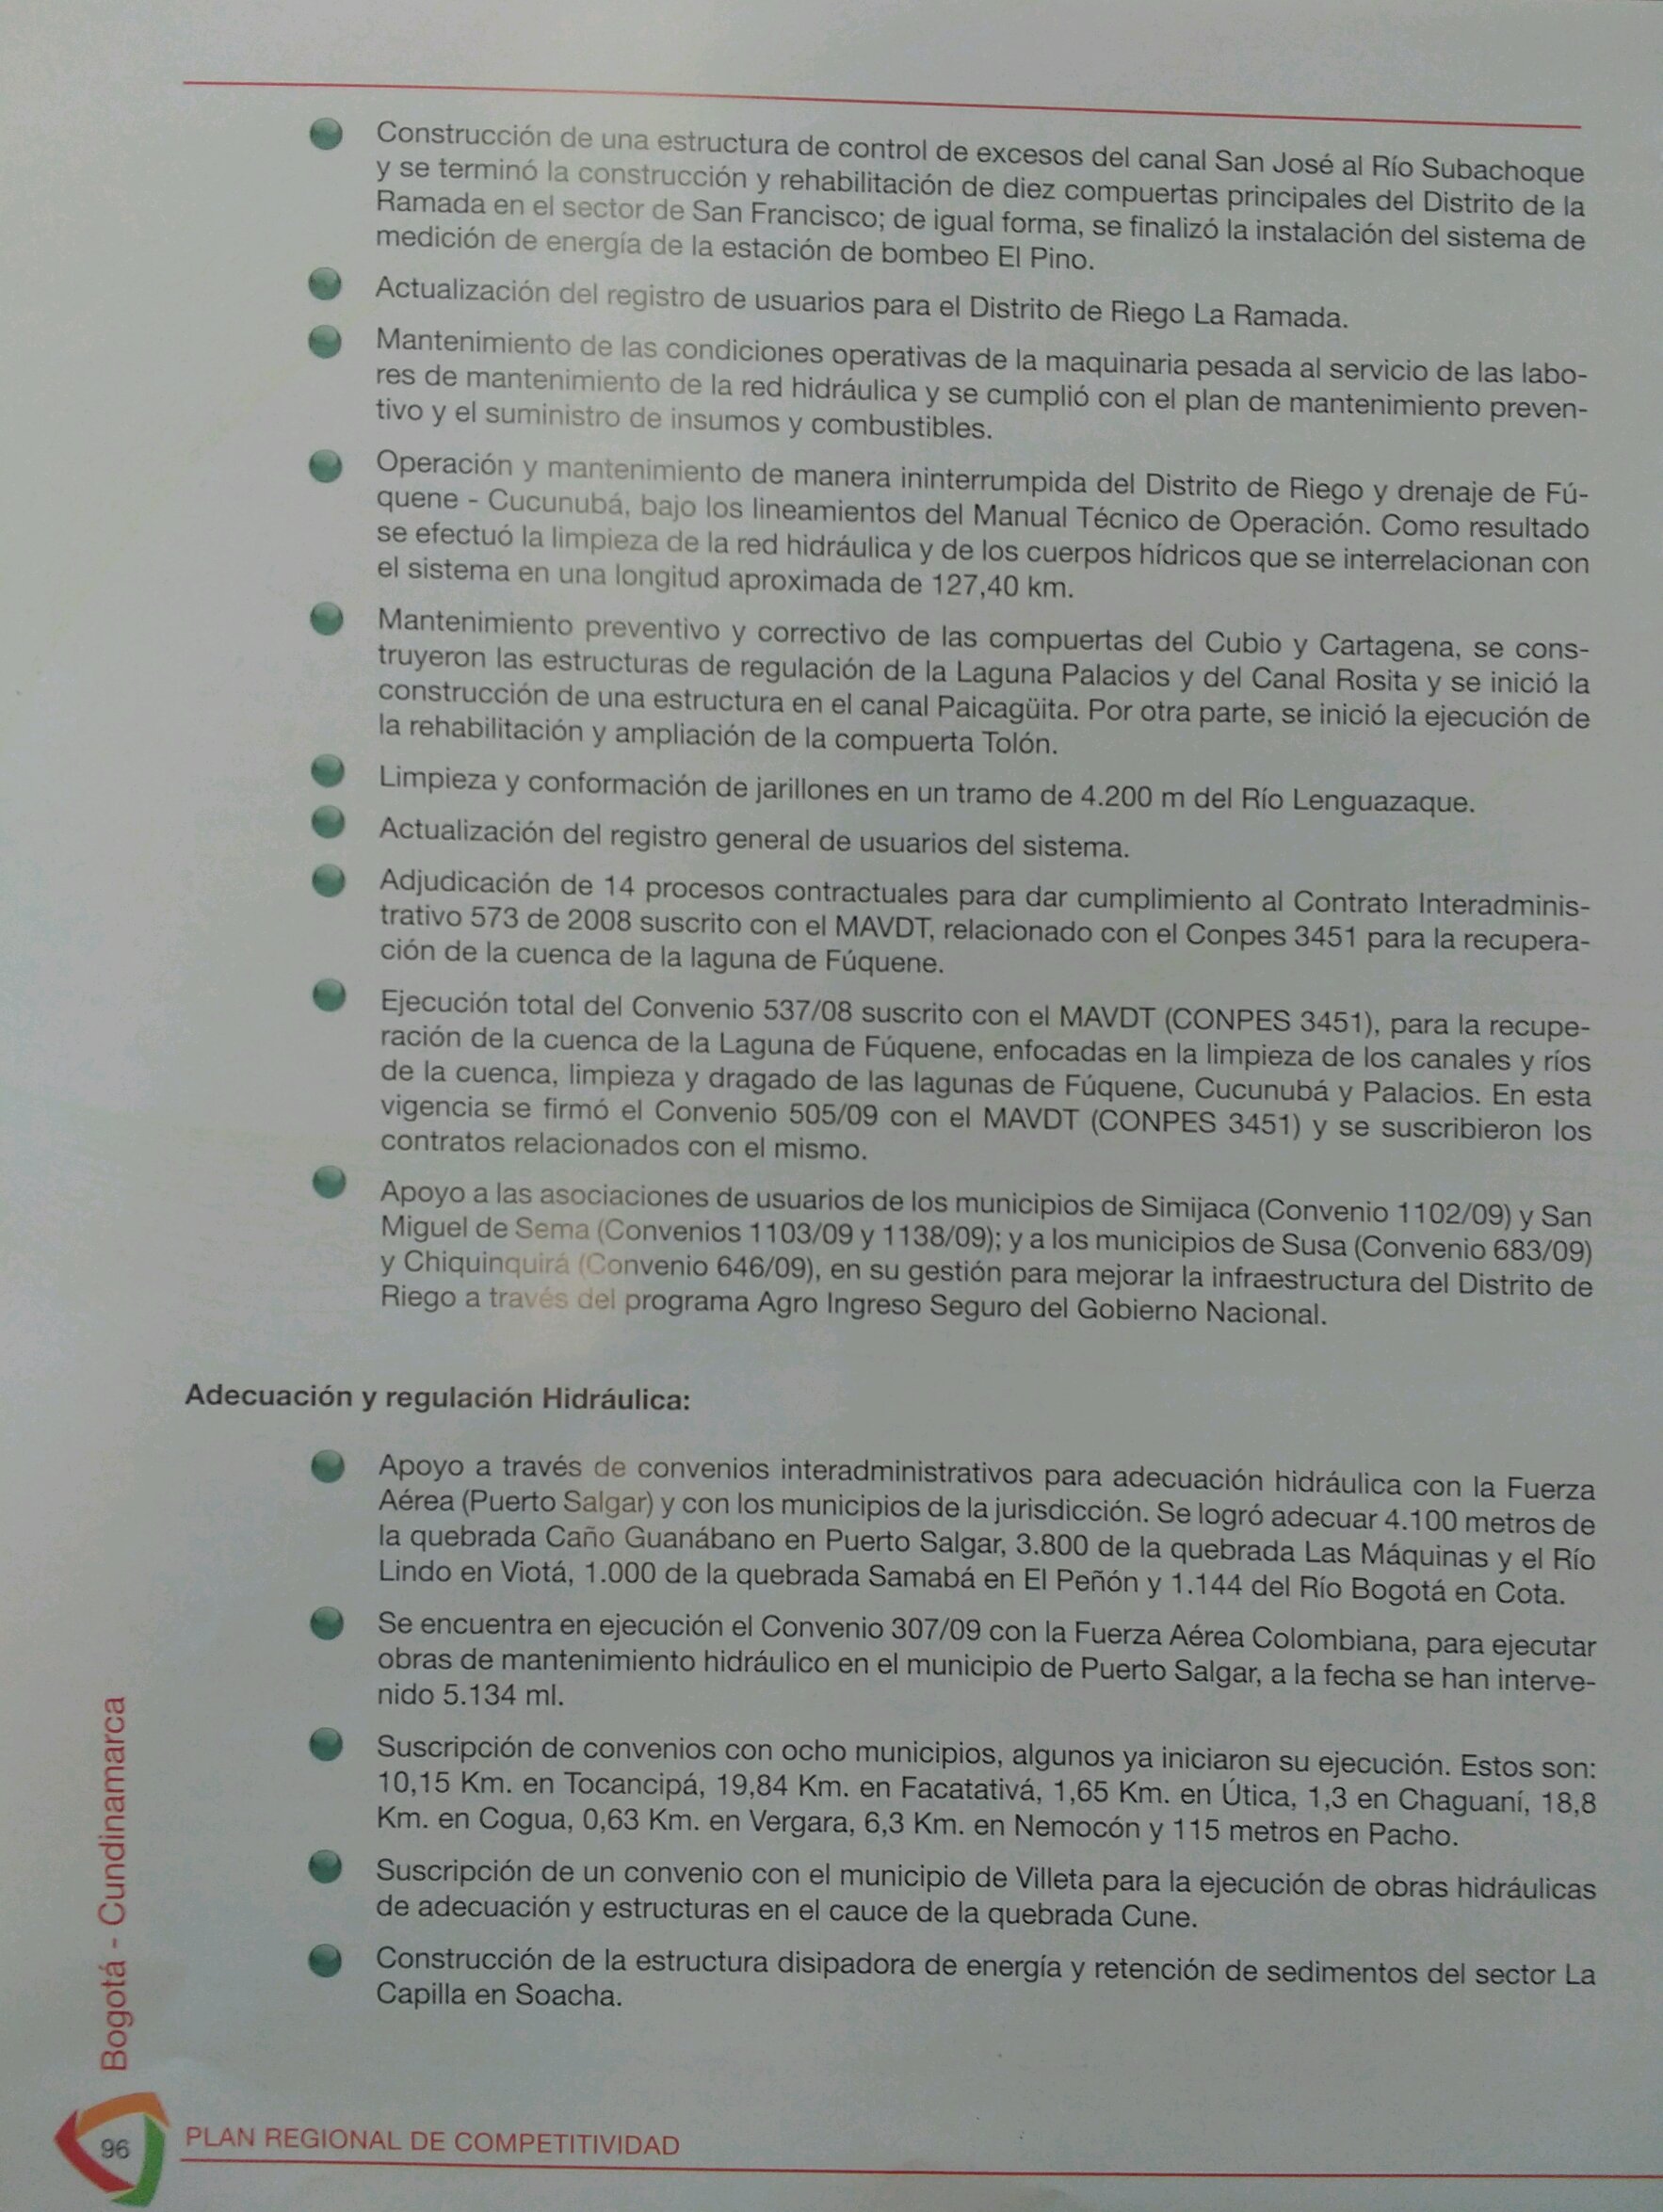 Construcción de una estructura de control de excesos del canal San José al Río Subachoque
y se terminó la construcción y rehabilitación de diez compuertas principales del Distrito de la
Ramada en el sector de San Francisco; de igual forma, se finalizó la instalación del sistema de
medición de energía de la estación de bombeo El Pino.
Actualización del registro de usuarios para el Distrito de Riego La Ramada.
Mantenimiento de las condiciones operativas de la maquinaria pesada al servicio de las labo-
res de mantenimiento de la red hidráulica y se cumplió con el plan de mantenimiento preven-
tivo y el suministro de insumos y combustibles.
Operación y mantenimiento de manera ininterrumpida del Distrito de Riego y drenaje de Fú-
quene - Cucunubá, bajo los lineamientos del Manual Técnico de Operación. Como resultado
se efectuó la limpieza de la red hidráulica y de los cuerpos hídricos que se interrelacionan con
el sistema en una longitud aproximada de 127,40 km.
Mantenimiento preventivo y correctivo de las compuertas del Cubio y Cartagena, se cons-
truyeron las estructuras de regulación de la Laguna Palacios y del Canal Rosita y se inició la
construcción de una estructura en el canal Paicagüita. Por otra parte, se inició la ejecución de
la rehabilitación y ampliación de la compuerta Tolón.
Limpieza y conformación de jarillones en un tramo de 4.200 m del Río Lenguazaque.
Actualización del registro general de usuarios del sistema.
Adjudicación de 14 procesos contractuales para dar cumplimiento al Contrato Interadminis-
trativo 573 de 2008 suscrito con el MAVDT, relacionado con el Conpes 3451 para la recupera-
ción de la cuenca de la laguna de Fúquene.
Ejecución total del Convenio 537/08 suscrito con el MAVDT (CONPES 3451), para la recupe-
ración de la cuenca de la Laguna de Fúquene, enfocadas en la limpieza de los canales y ríos
de la cuenca, limpieza y dragado de las lagunas de Fúquene, Cucunubá y Palacios. En esta
vigencia se firmó el Convenio 505/09 con el MAVDT (CONPES 3451) y se suscribieron los
contratos relacionados con el mismo.
Apoyo a las asociaciones de usuarios de los municipios de Simijaca (Convenio 1102/09) y San
Miguel de Sema (Convenios 1103/09 y 1138/09); y a los municipios de Susa (Convenio 683/09)
y Chiquinquirá (Convenio 646/09), en su gestión para mejorar la infraestructura del Distrito de
Riego a través del programa Agro Ingreso Seguro del Gobierno Nacional.
Adecuación y regulación Hidráulica:
Apoyo a través de convenios interadministrativos para adecuación hidráulica con la Fuerza
Aérea (Puerto Salgar) y con los municipios de la jurisdicción. Se logró adecuar 4.100 metros de
la quebrada Caño Guanábano en Puerto Salgar, 3.800 de la quebrada Las Máquinas y el Río
Lindo en Viotá, 1.000 de la quebrada Samabá en El Peñón y 1.144 del Río Bogotá en Cota.
Se encuentra en ejecución el Convenio 307/09 con la Fuerza Aérea Colombiana, para ejecutar
obras de mantenimiento hidráulico en el municipio de Puerto Salgar, a la fecha se han interve-
nido 5.134 ml.
Suscripción de convenios con ocho municipios, algunos ya iniciaron su ejecución. Estos son:
10,15 Km. en Tocancipá, 19,84 Km. en Facatativá, 1,65 Km. en Útica, 1,3 en Chaguaní, 18,8
Km. en Cogua, 0,63 Km. en Vergara, 6,3 Km. en Nemocón y 115 metros en Pacho.
Suscripción de un convenio con el municipio de Villeta para la ejecución de obras hidráulicas
de adecuación y estructuras en el cauce de la quebrada Cune.
Construcción de la estructura disipadora de energía y retención de sedimentos del sector La
Capilla en Soacha.
Bogotá - Cundinamarca
96
PLAN REGIONAL DE COMPETITIVIDAD